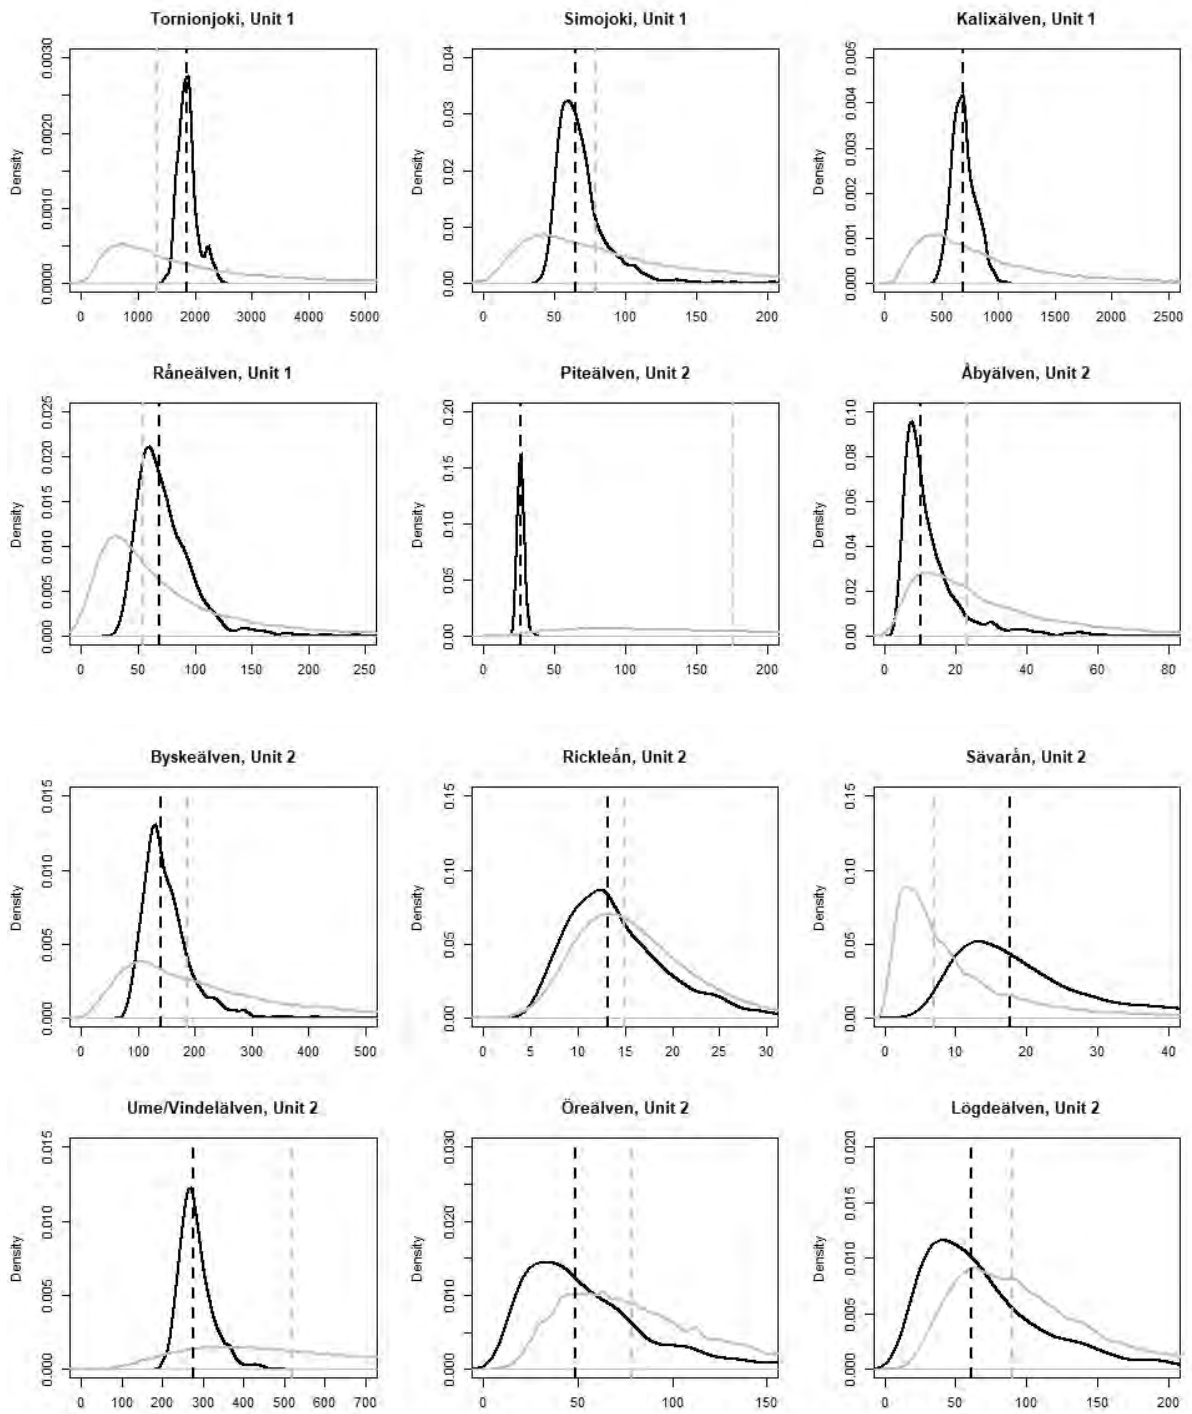 Tornionjoki, Unit 1
Density
0.0000 0.0010 0.0020 0.0030
0 1000 2000 3000 4000 5000
Simojoki, Unit 1
Density
0.00 0.01 0.02 0.03 0.04
0 50 100 150 200
Kalixälven, Unit 1
Density
0.000 0.001 0.002 0.003 0.004 0.005
0 500 1000 1500 2000 2500
Råneälven, Unit 1
Density
0.000 0.005 0.010 0.015 0.020 0.025
0 50 100 150 200 250
Piteälven, Unit 2
Density
0.00 0.05 0.10 0.15 0.20
0 50 100 150 200
Åbyälven, Unit 2
Density
0.00 0.02 0.04 0.06 0.08 0.10
0 20 40 60 80
Byskeälven, Unit 2
Density
0.000 0.005 0.010 0.015
0 100 200 300 400 500
Rickleån, Unit 2
Density
0.00 0.05 0.10 0.15
0 5 10 15 20 25 30
Sävarån, Unit 2
Density
0.00 0.05 0.10 0.15
0 10 20 30 40
Ume/Vindelälven, Unit 2
Density
0.000 0.005 0.010 0.015
0 100 200 300 400 500 600 700
Öreälven, Unit 2
Density
0.000 0.010 0.020 0.030
0 50 100 150
Lögdeälven, Unit 2
Density
0.000 0.005 0.010 0.015 0.020
0 50 100 150 200